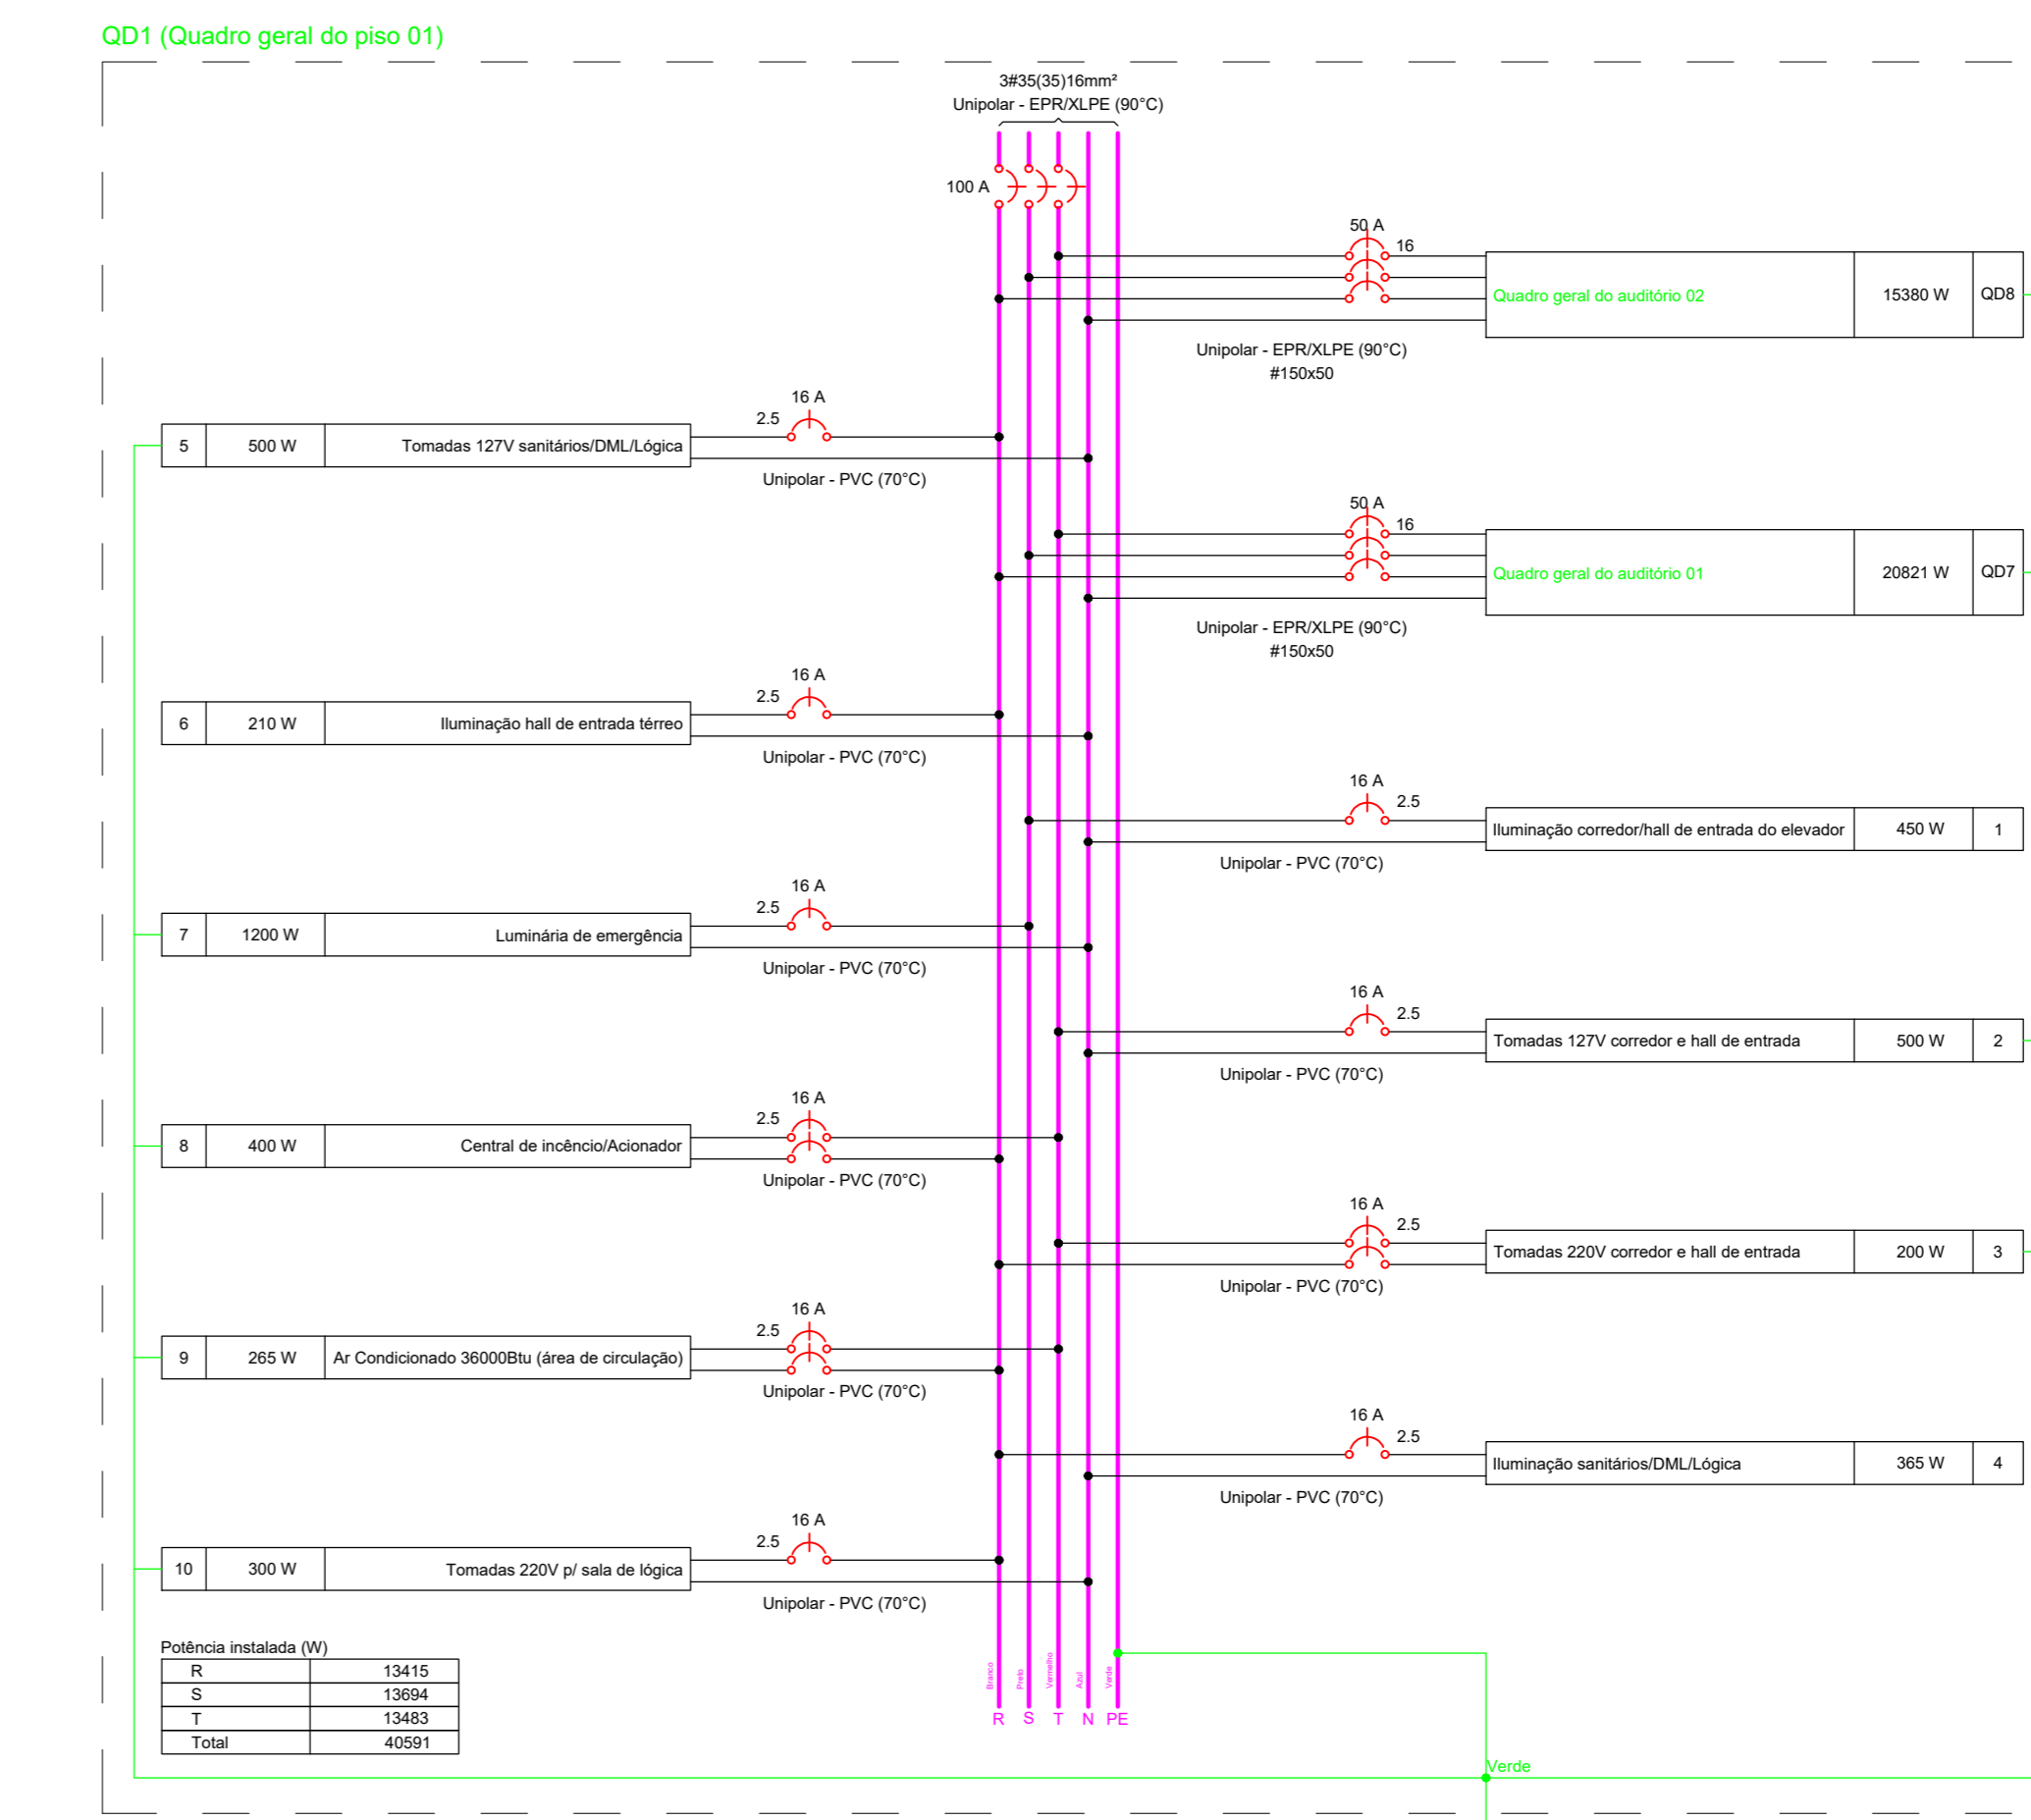 QD1 (Quadro geral do piso 01)
3#35(35)16mm²
Unipolar - EPR/XLPE (90°C)
100 A
50 A
16
Quadro geral do auditório 02 15380 W QD8
Unipolar - EPR/XLPE (90°C)
#150x50
16 A
2.5
5 500 W Tomadas 127V sanitários/DML/Lógica
Unipolar - PVC (70°C)
50 A
16
Quadro geral do auditório 01 20821 W QD7
Unipolar - EPR/XLPE (90°C)
#150x50
16 A
2.5
6 210 W Iluminação hall de entrada térreo
Unipolar - PVC (70°C)
16 A
2.5
Iluminação corredor/hall de entrada do elevador 450 W 1
Unipolar - PVC (70°C)
16 A
2.5
7 1200 W Luminária de emergência
Unipolar - PVC (70°C)
16 A
2.5
Tomadas 127V corredor e hall de entrada 500 W 2
Unipolar - PVC (70°C)
16 A
2.5
8 400 W Central de incêncio/Acionador
Unipolar - PVC (70°C)
16 A
2.5
Tomadas 220V corredor e hall de entrada 200 W 3
Unipolar - PVC (70°C)
16 A
2.5
9 265 W Ar Condicionado 36000Btu (área de circulação)
Unipolar - PVC (70°C)
16 A
2.5
Iluminação sanitários/DML/Lógica 365 W 4
Unipolar - PVC (70°C)
16 A
2.5
10 300 W Tomadas 220V p/ sala de lógica
Unipolar - PVC (70°C)
Potência instalada (W)
R 13415
S 13694
T 13483
Total 40591
Branco Preto Vermelho Azul Verde
R S T N PE
Verde